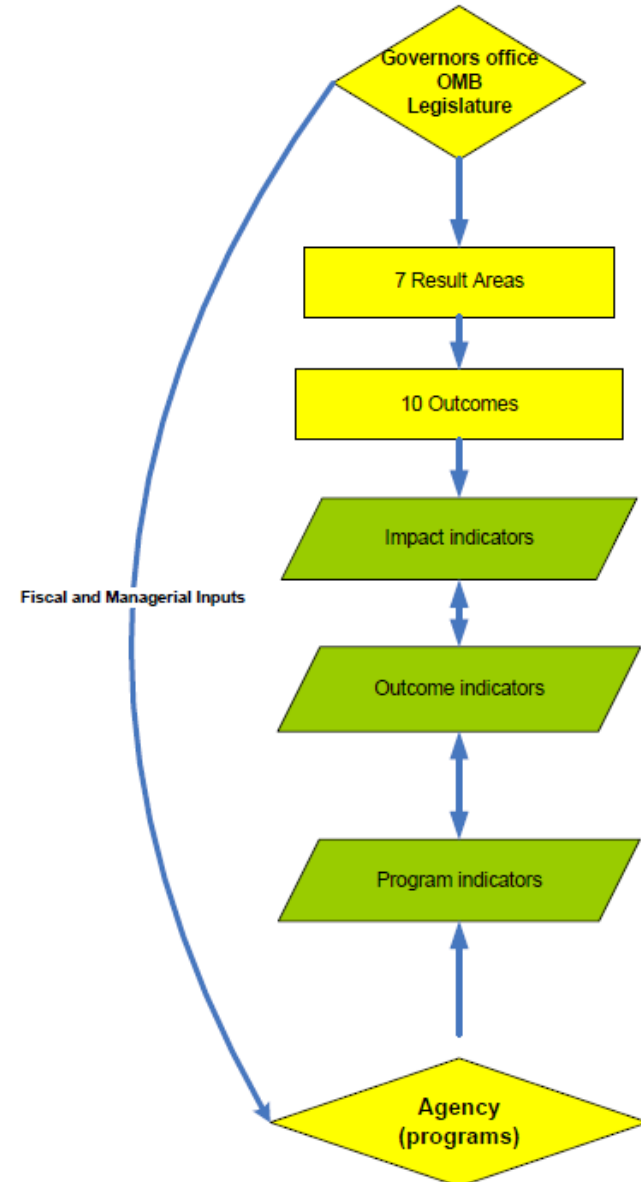 Governors office
OMB
Legislature
7 Result Areas
10 Outcomes
Impact indicators
Fiscal and Managerial Inputs
Outcome indicators
Program indicators
Agency
(programs)